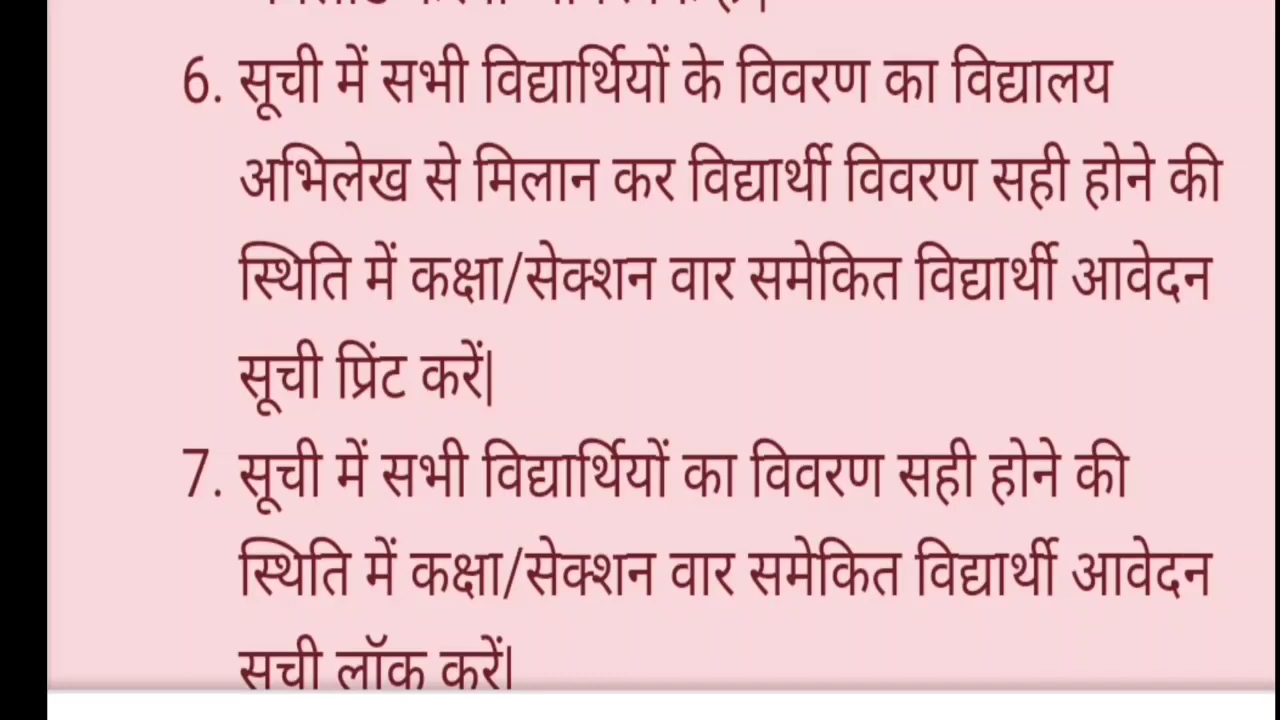 6. सूची में सभी विद्यार्थियों के विवरण का विद्यालय
अभिलेख से मिलान कर विद्यार्थी विवरण सही होने की
स्थिति में कक्षा/सेक्शन वार समेकित विद्यार्थी आवेदन
सूची प्रिंट करें|
7. सूची में सभी विद्यार्थियों का विवरण सही होने की
स्थिति में कक्षा/सेक्शन वार समेकित विद्यार्थी आवेदन
सूची लॉक करें|